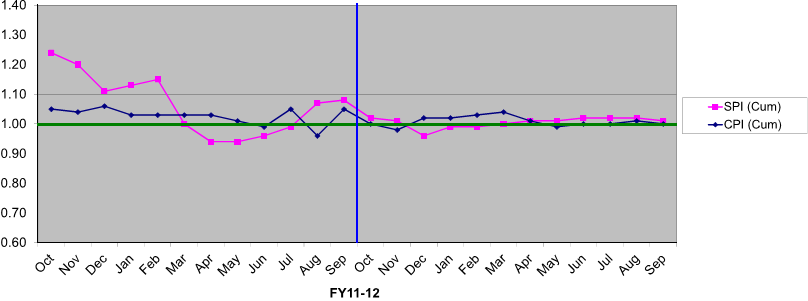 1.40
1.30
1.20
1.10
1.00
0.90
0.80
0.70
0.60
SPI (Cum)
CPI (Cum)
Oct Nov Dec Jan Feb Mar Apr May Jun Jul Aug Sep Oct Nov Dec Jan Feb Mar Apr May Jun Jul Aug Sep
FY11-12